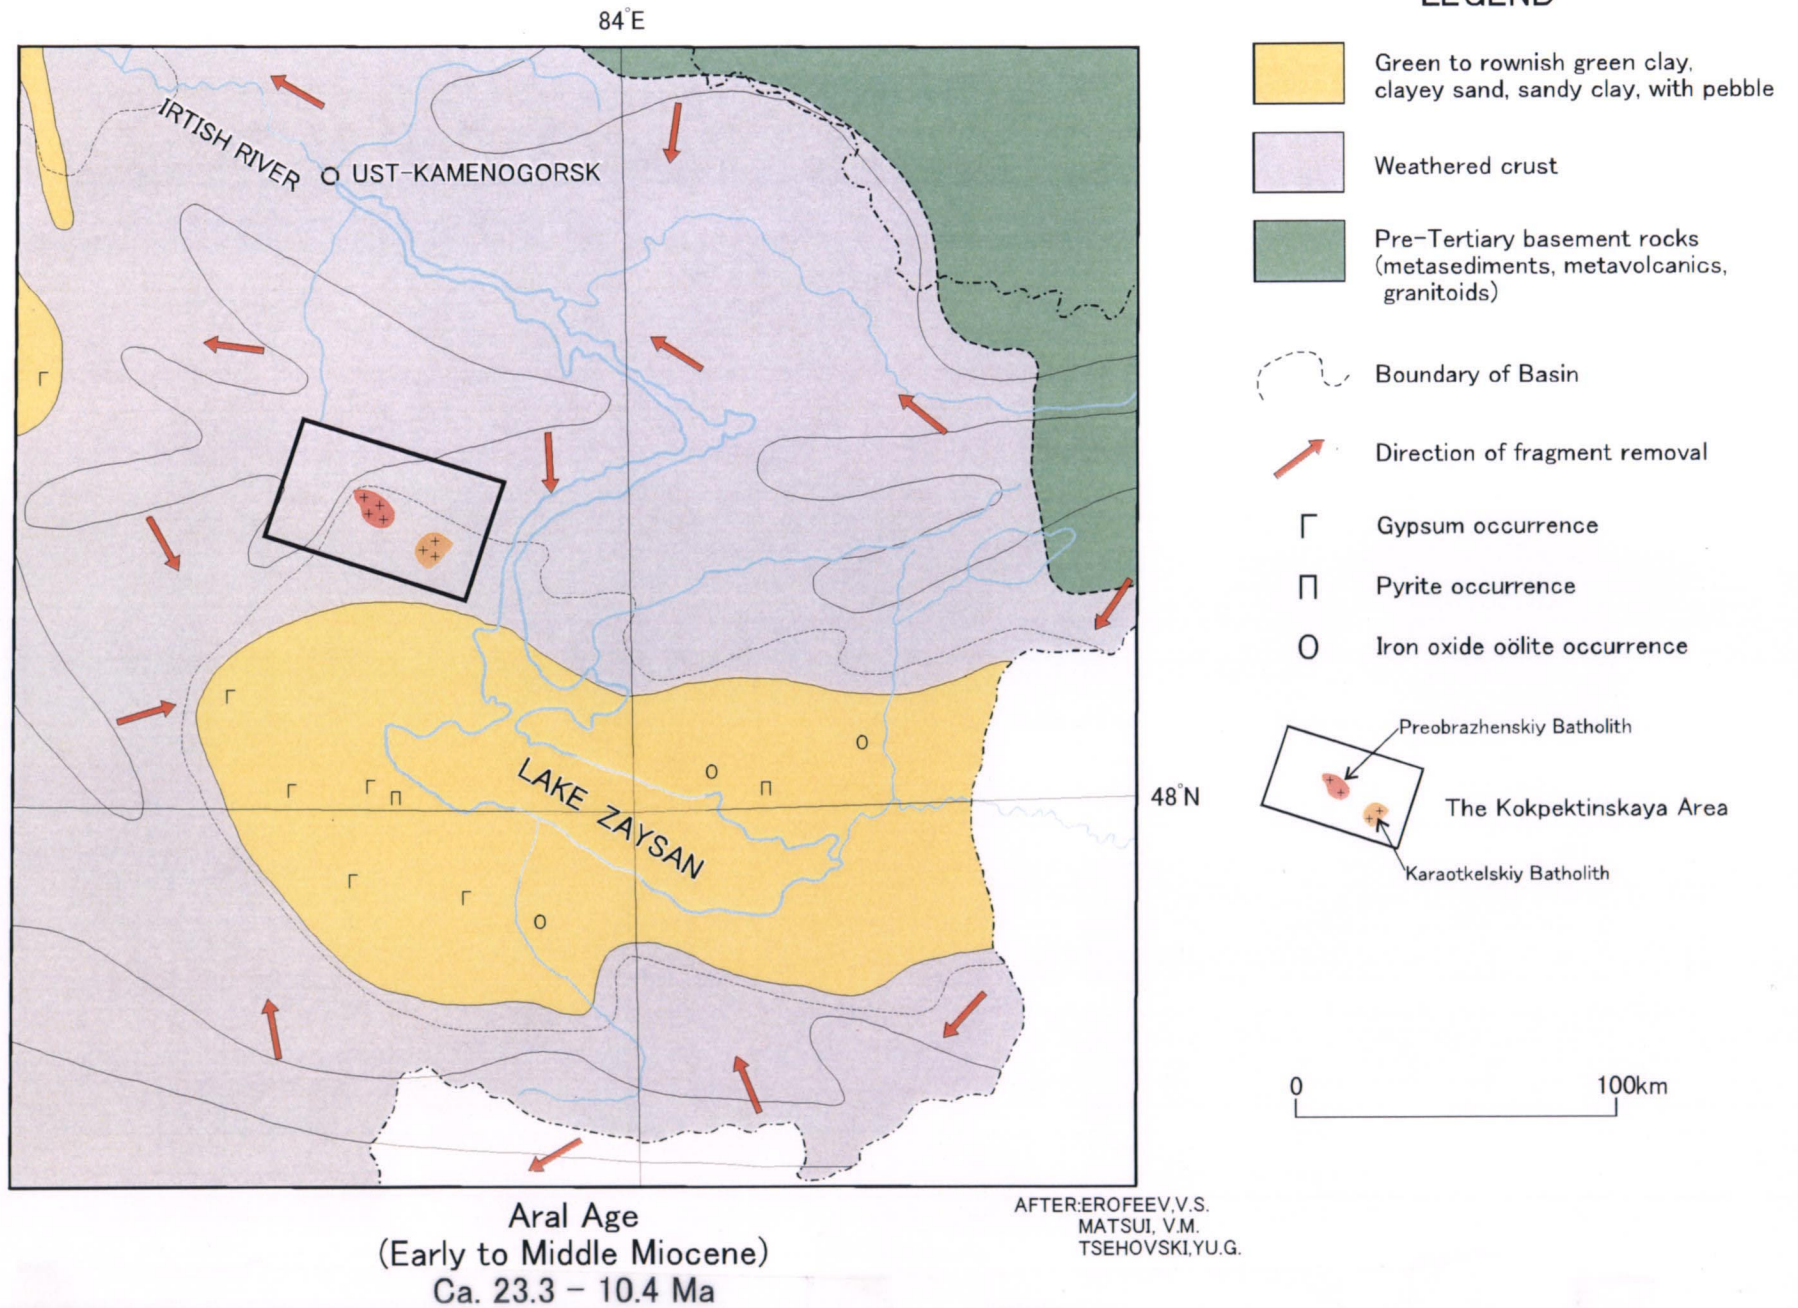 84°E
IRTISH RIVER
UST-KAMENOGORSK
Γ
Γ
Γ
Γ
Π
Γ
Γ
O
O
Π
O
LAKE ZAYSAN
48°N
Aral Age
(Early to Middle Miocene)
Ca. 23.3 - 10.4 Ma
AFTER:EROFEEV,V.S.
MATSUI, V.M.
TSEHOVSKI,YU.G.
LEGEND
Green to rownish green clay,
clayey sand, sandy clay, with pebble
Weathered crust
Pre-Tertiary basement rocks
(metasediments, metavolcanics,
granitoids)
Boundary of Basin
Direction of fragment removal
Γ Gypsum occurrence
Π Pyrite occurrence
O Iron oxide oölite occurrence
Preobrazhenskiy Batholith
The Kokpektinskaya Area
Karaotkelskiy Batholith
0 100km